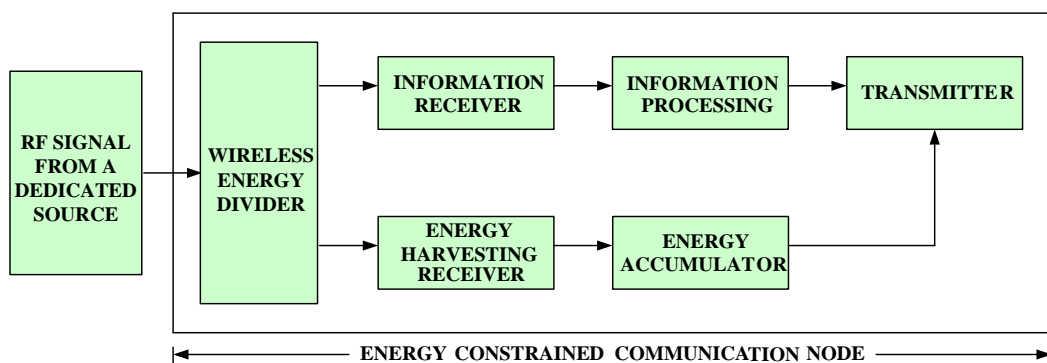 RF SIGNAL
FROM A
DEDICATED
SOURCE
WIRELESS
ENERGY
DIVIDER
INFORMATION
RECEIVER
INFORMATION
PROCESSING
TRANSMITTER
ENERGY
HARVESTING
RECEIVER
ENERGY
ACCUMULATOR
ENERGY CONSTRAINED COMMUNICATION NODE